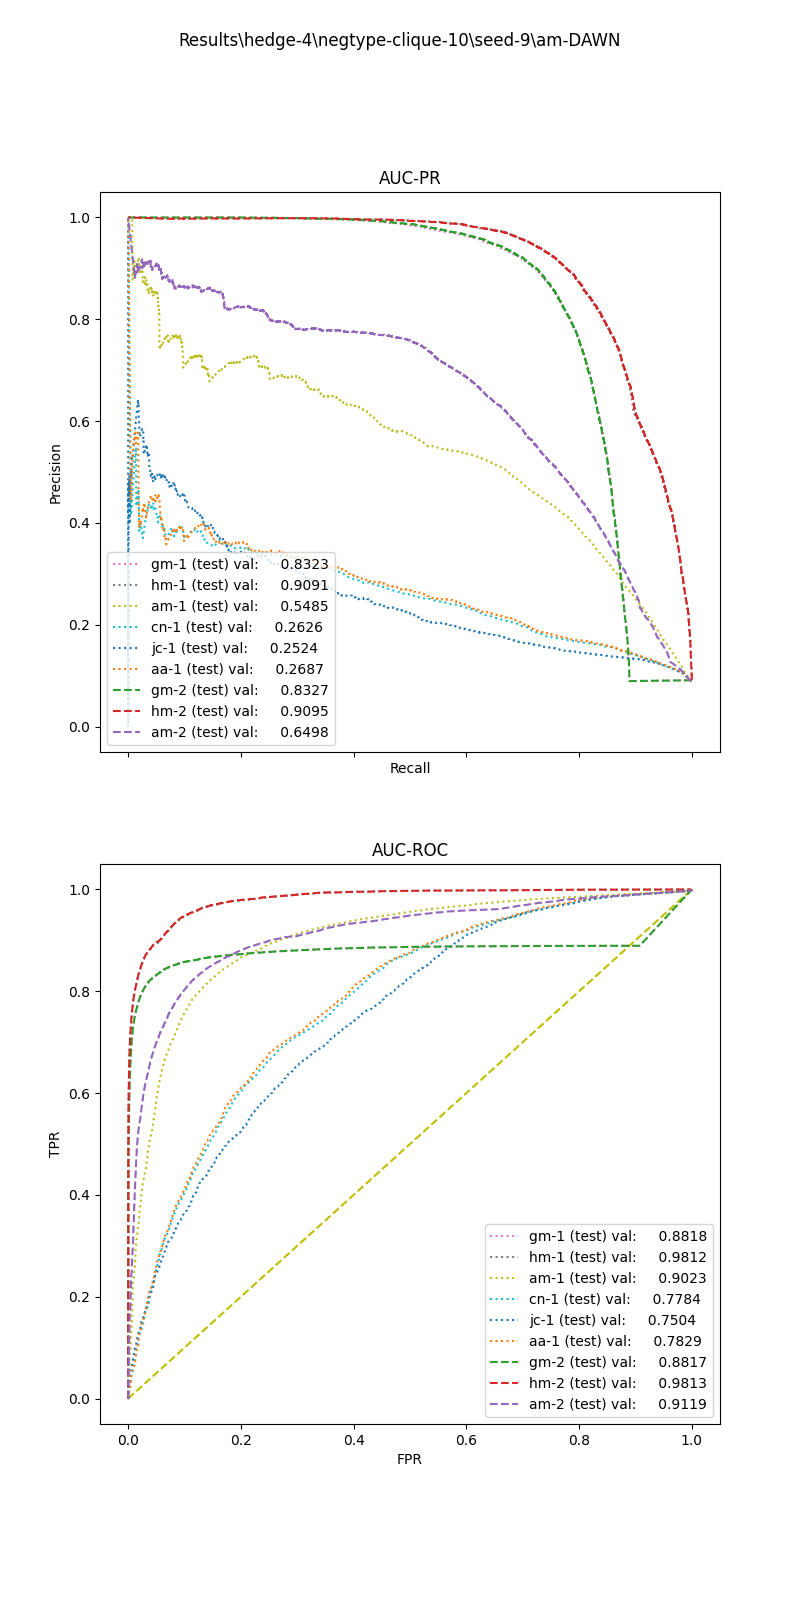 Results\hedge-4\negtype-clique-10\seed-9\am-DAWN
AUC-PR
1.0
0.8
0.6
0.4
0.2
0.0
Precision
gm-1 (test) val: 0.8323
hm-1 (test) val: 0.9091
am-1 (test) val: 0.5485
cn-1 (test) val: 0.2626
jc-1 (test) val: 0.2524
aa-1 (test) val: 0.2687
gm-2 (test) val: 0.8327
hm-2 (test) val: 0.9095
am-2 (test) val: 0.6498
Recall
AUC-ROC
1.0
0.8
0.6
0.4
0.2
0.0
TPR
gm-1 (test) val: 0.8818
hm-1 (test) val: 0.9812
am-1 (test) val: 0.9023
cn-1 (test) val: 0.7784
jc-1 (test) val: 0.7504
aa-1 (test) val: 0.7829
gm-2 (test) val: 0.8817
hm-2 (test) val: 0.9813
am-2 (test) val: 0.9119
0.0 0.2 0.4 0.6 0.8 1.0
FPR